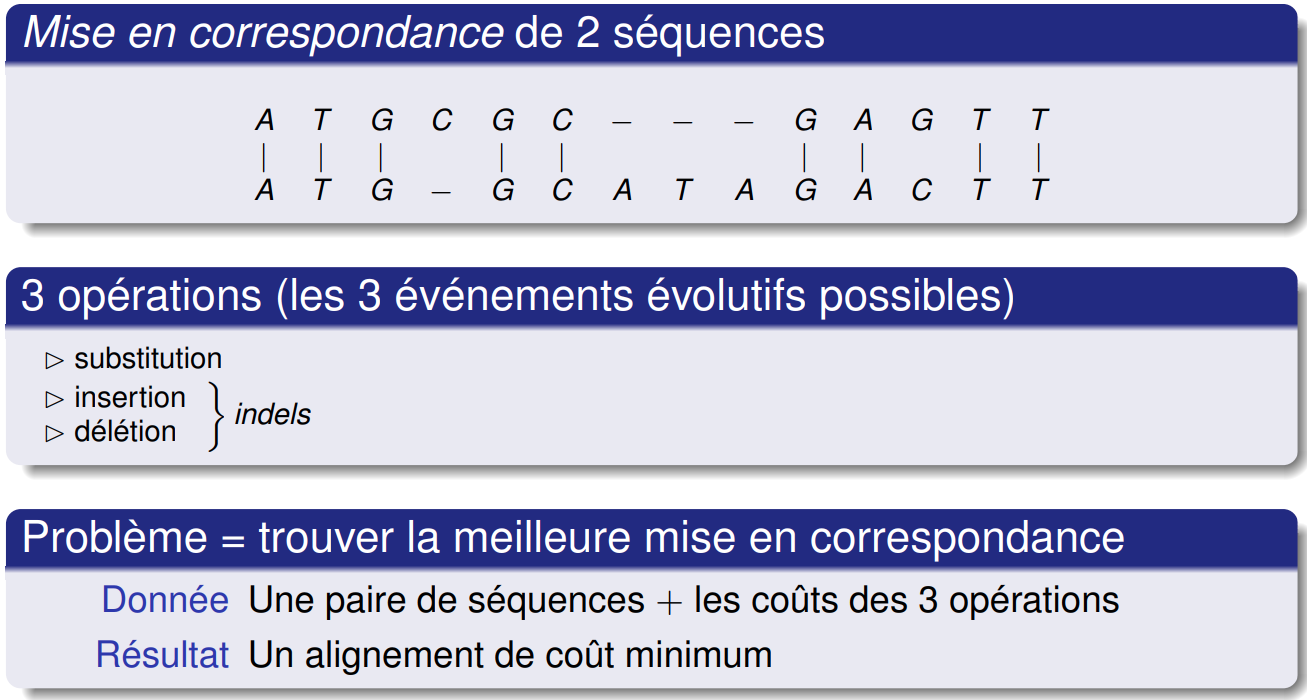 Mise en correspondance de 2 séquences
A T G C G C – – – G A G T T
| | | | | | | | |
A T G – G C A T A G A C T T
3 opérations (les 3 événements évolutifs possibles)
▷ substitution
▷ insertion
▷ délétion } indels
Problème = trouver la meilleure mise en correspondance
Donnée Une paire de séquences + les coûts des 3 opérations
Résultat Un alignement de coût minimum